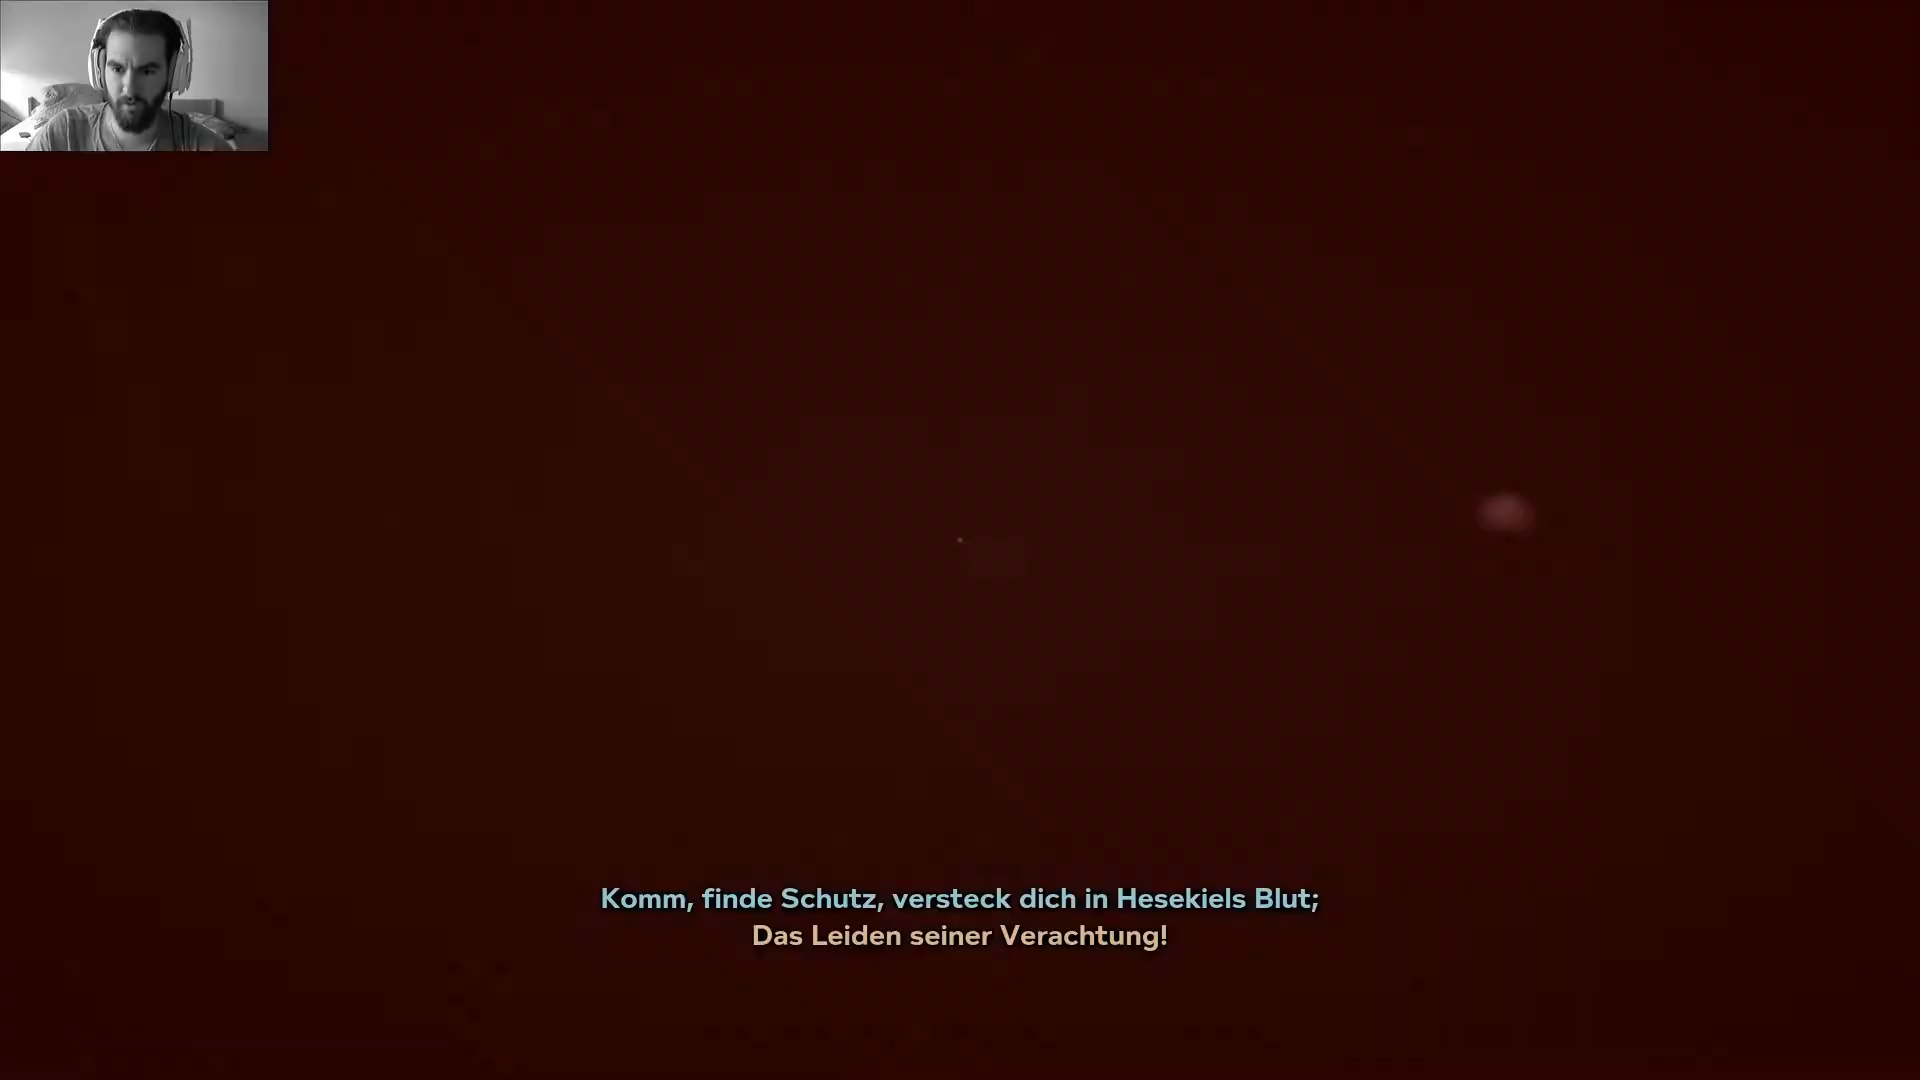 Komm, finde Schutz, versteck dich in Hesekiels Blut;
Das Leiden seiner Verachtung!